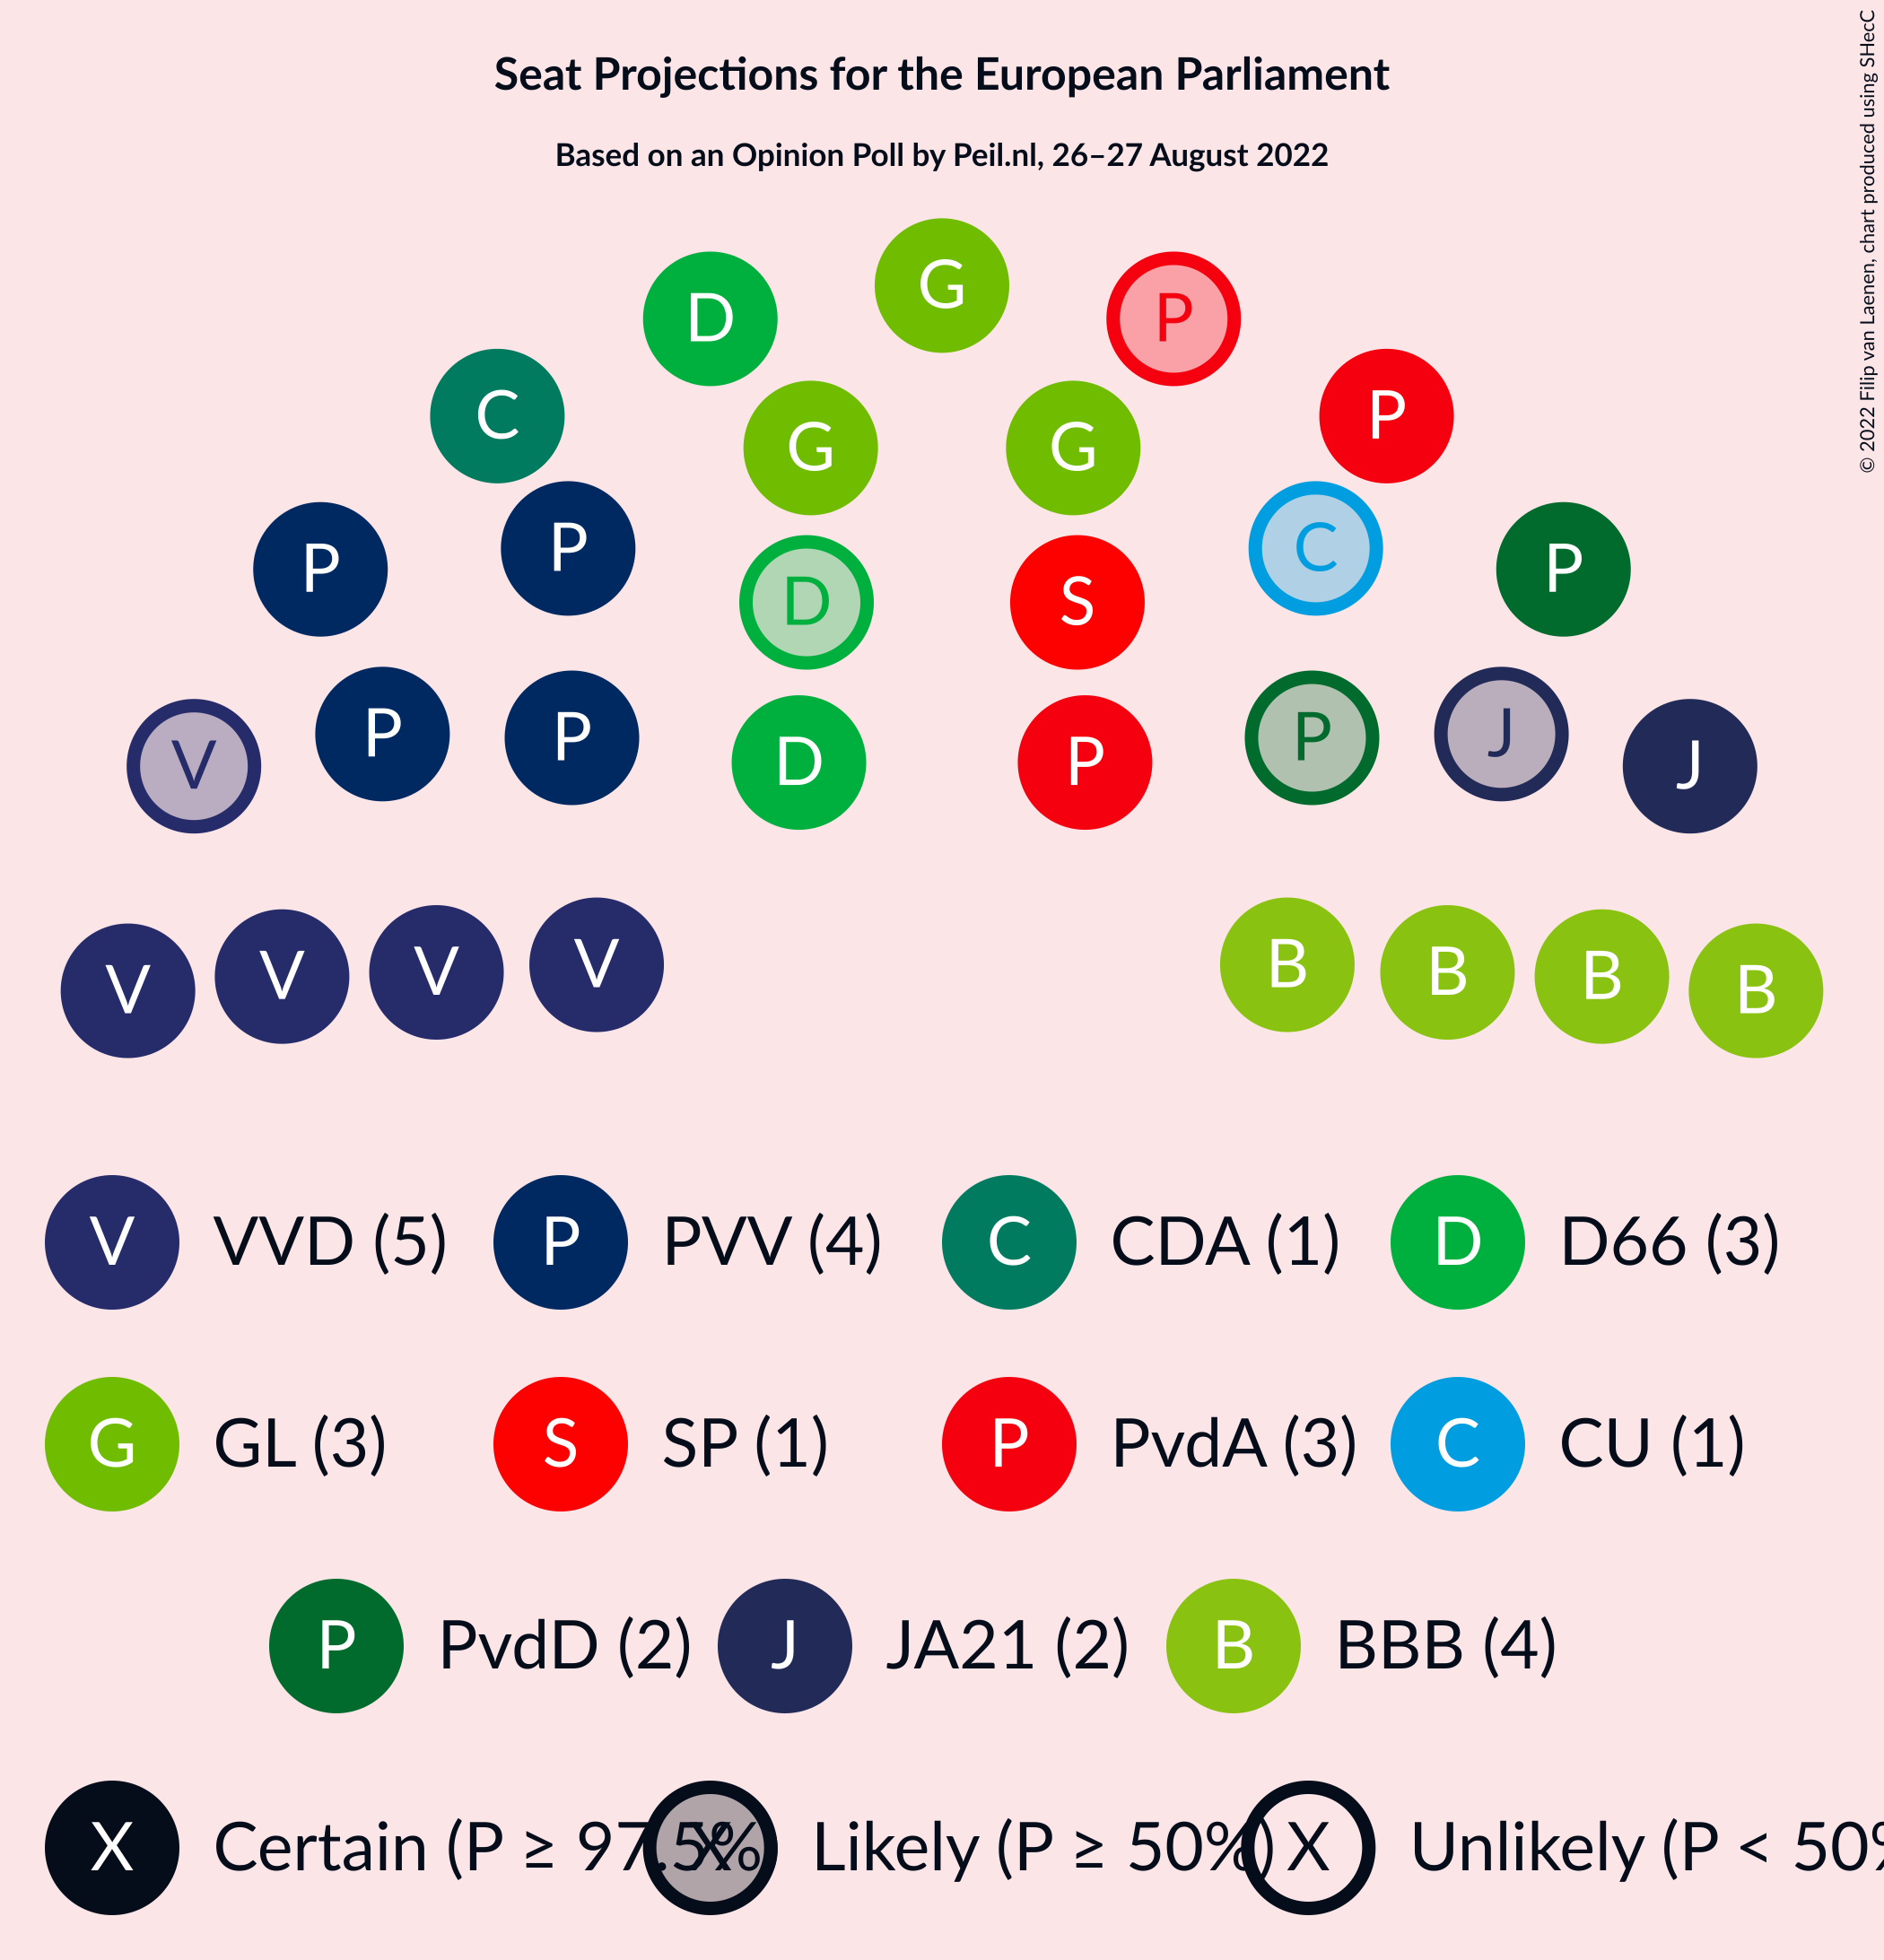 Seat Projections for the European Parliament
Based on an Opinion Poll by Peil.nl, 26–27 August 2022
© 2022 Filip van Laenen, chart produced using SHecC
G
D P
C P
G G
P P C P
D S
V P P D P P J J
V V V V B B B B
V VVD (5) P PVV (4) C CDA (1) D D66 (3)
G GL (3) S SP (1) P PvdA (3) C CU (1)
P PvdD (2) J JA21 (2) B BBB (4)
X Certain (P ≥ 97.5% X Likely (P ≥ 50%) X Unlikely (P < 50%